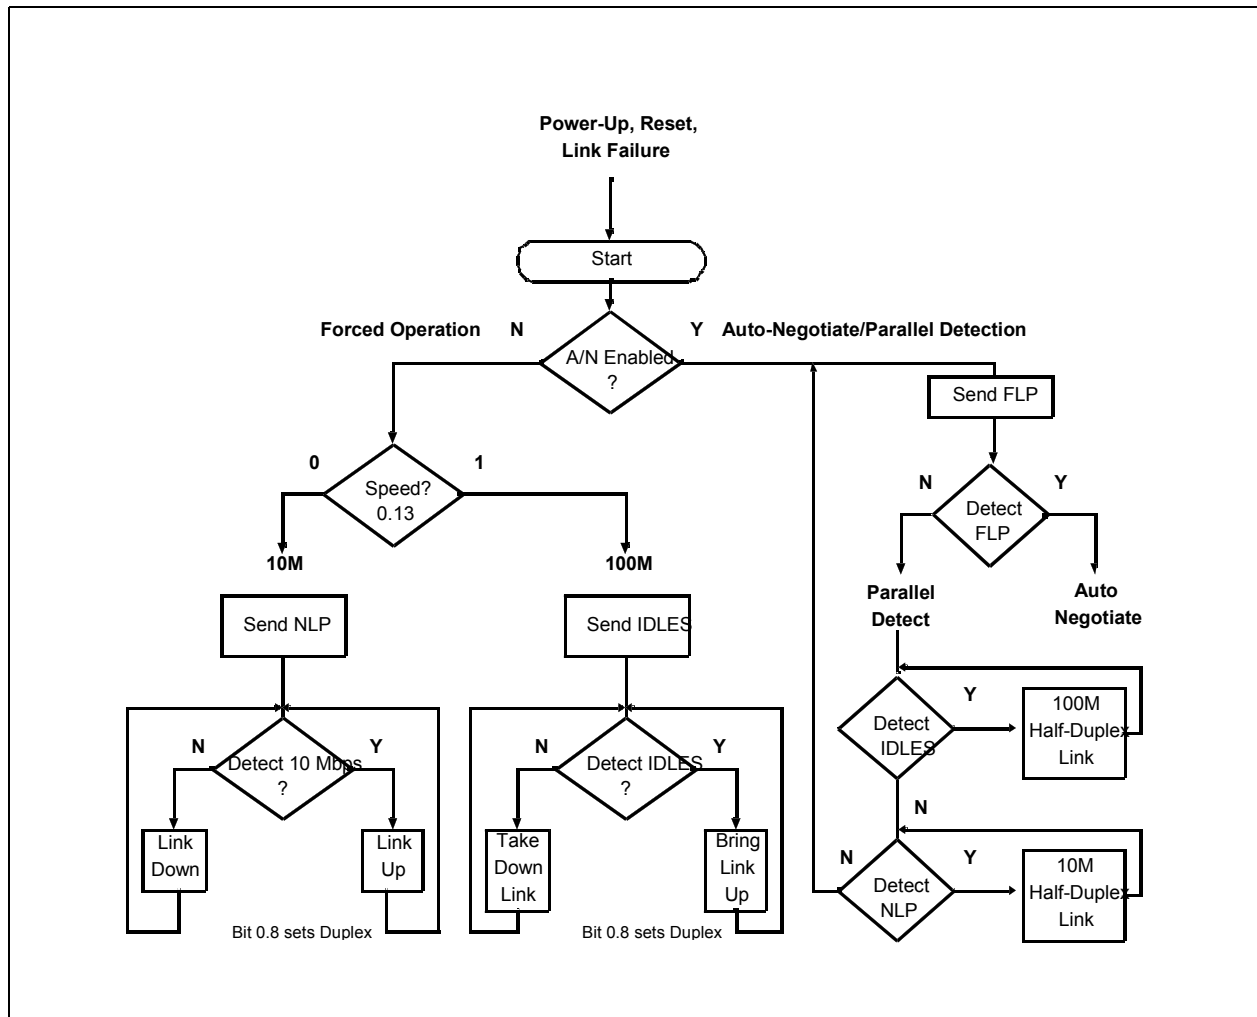 Power-Up, Reset,
Link Failure
Start
Forced Operation N
Y Auto-Negotiate/Parallel Detection
A/N Enabled
?
Send FLP
0
1
Speed?
0.13
N
Y
Detect
FLP
10M
100M
Parallel
Detect
Auto
Negotiate
Send NLP
Send IDLES
N
Y
Detect 10 Mbps
?
N
Y
Detect IDLES
?
Y
Detect
IDLES
100M
Half-Duplex
Link
N
Link
Down
Link
Up
Take
Down
Link
Bring
Link
Up
N
Y
Detect
NLP
10M
Half-Duplex
Link
Bit 0.8 sets Duplex
Bit 0.8 sets Duplex